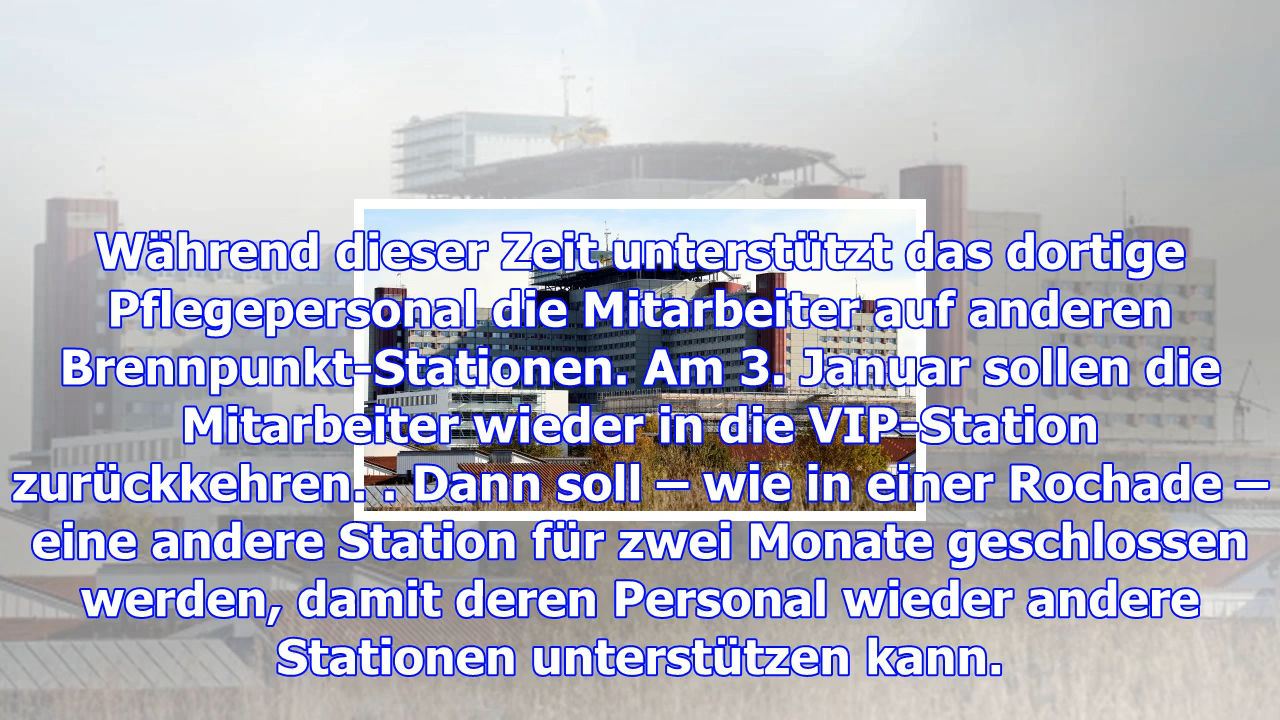 Während dieser Zeit unterstützt das dortige
Pflegepersonal die Mitarbeiter auf anderen
Brennpunkt-Stationen. Am 3. Januar sollen die
Mitarbeiter wieder in die VIP-Station
zurückkehren. . Dann soll – wie in einer Rochade –
eine andere Station für zwei Monate geschlossen
werden, damit deren Personal wieder andere
Stationen unterstützen kann.